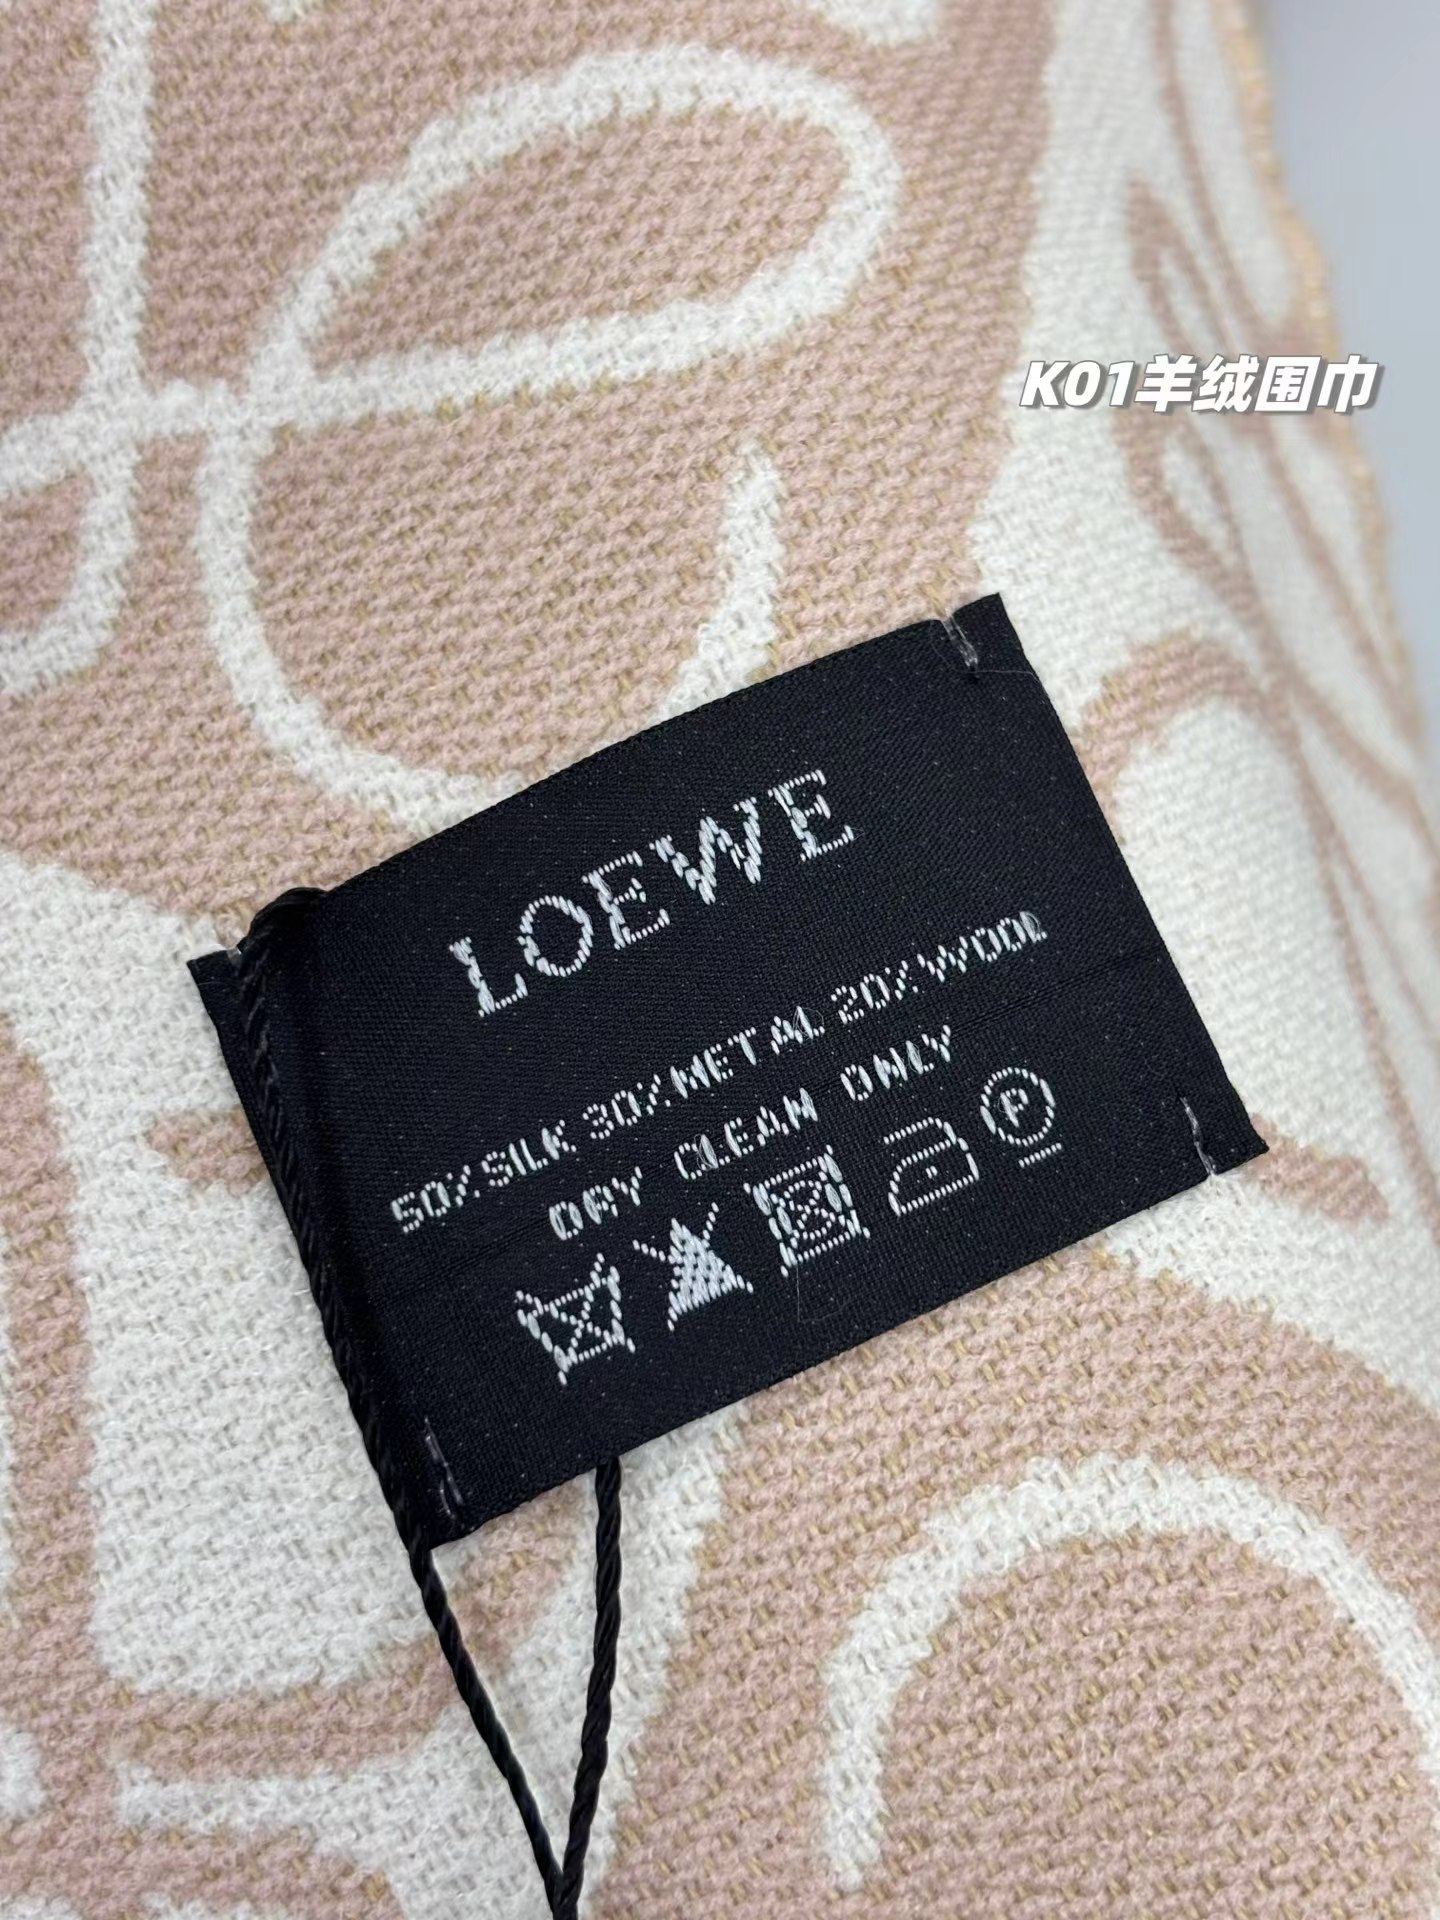 K01羊绒围巾
LOEWE
50% SILK 30% METAL 20% WOOL
DRY CLEAN ONLY
P